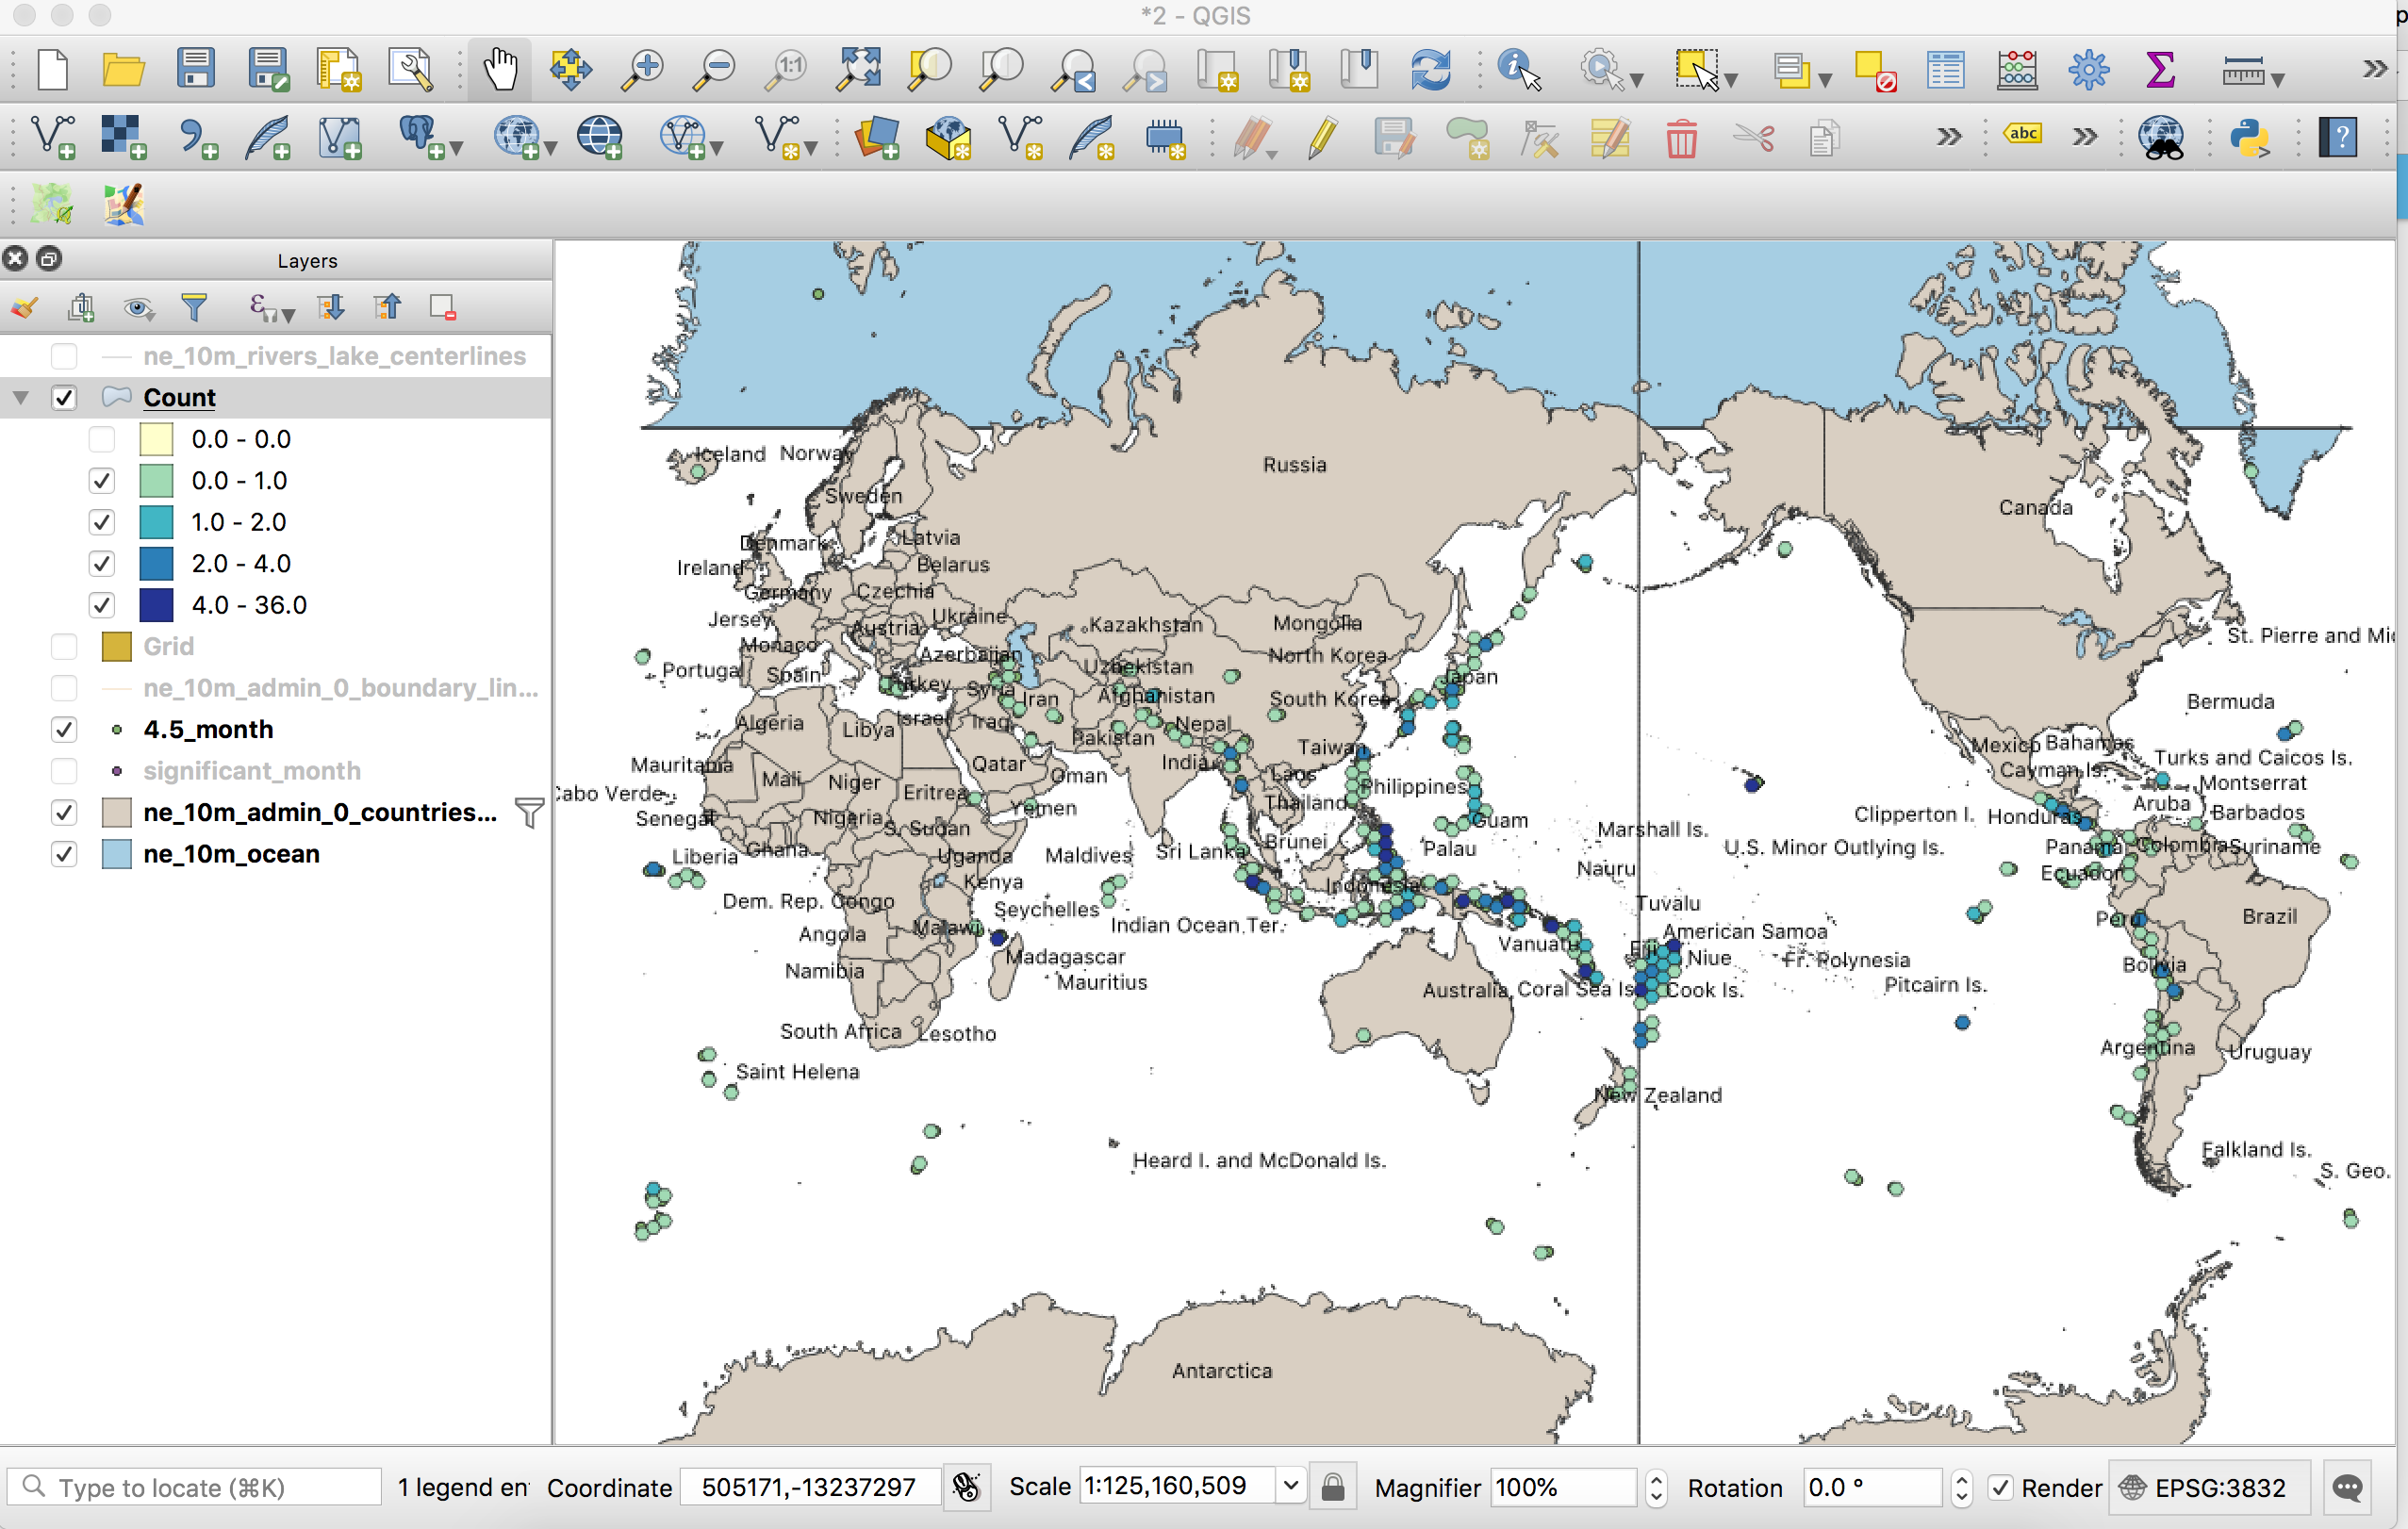 *2 - QGIS
1:1
abc
?
Layers
ne_10m_rivers_lake_centerlines
Count
0.0 - 0.0
0.0 - 1.0
1.0 - 2.0
2.0 - 4.0
4.0 - 36.0
Grid
ne_10m_admin_0_boundary_lin...
4.5_month
significant_month
ne_10m_admin_0_countries...
ne_10m_ocean
Iceland
Norway
Russia
Sweden
Canada
Denmark
Latvia
Ireland
Belarus
Germany
Czechia
Jersey
Ukraine
Austria
Kazakhstan
Mongolia
St. Pierre and Mi
Monaco
Azerbaijan
North Korea
Portugal
Spain
Uzbekistan
Turkey
Syria
Japan
Iran
Afghanistan
South Korea
Bermuda
Algeria
Libya
Israel
Iraq
Nepal
Pakistan
Taiwan
Mexico
Bahamas
Mauritania
Qatar
India
Turks and Caicos Is.
Mali
Niger
Oman
Laos
Cayman Is.
Montserrat
Cabo Verde
Eritrea
Philippines
Yemen
Thailand
Aruba
Barbados
Senegal
Nigeria
S. Sudan
Guam
Clipperton I.
Honduras
Marshall Is.
Liberia
Ghana
Uganda
Maldives
Sri Lanka
Brunei
Palau
U.S. Minor Outlying Is.
Panama
Colombia
Suriname
Kenya
Indonesia
Nauru
Ecuador
Dem. Rep. Congo
Seychelles
Tuvalu
Indian Ocean Ter.
Peru
Brazil
Angola
Malawi
Vanuatu
Fiji
American Samoa
Madagascar
Niue
Fr. Polynesia
Bolivia
Namibia
Mauritius
Australia
Coral Sea Is.
Cook Is.
Pitcairn Is.
South Africa
Lesotho
Argentina
Uruguay
Saint Helena
New Zealand
Heard I. and McDonald Is.
Falkland Is.
S. Geo.
Antarctica
Type to locate (⌘K)
1 legend en
Coordinate
505171,-13237297
Scale
1:125,160,509
Magnifier
100%
Rotation
0.0 °
Render
EPSG:3832